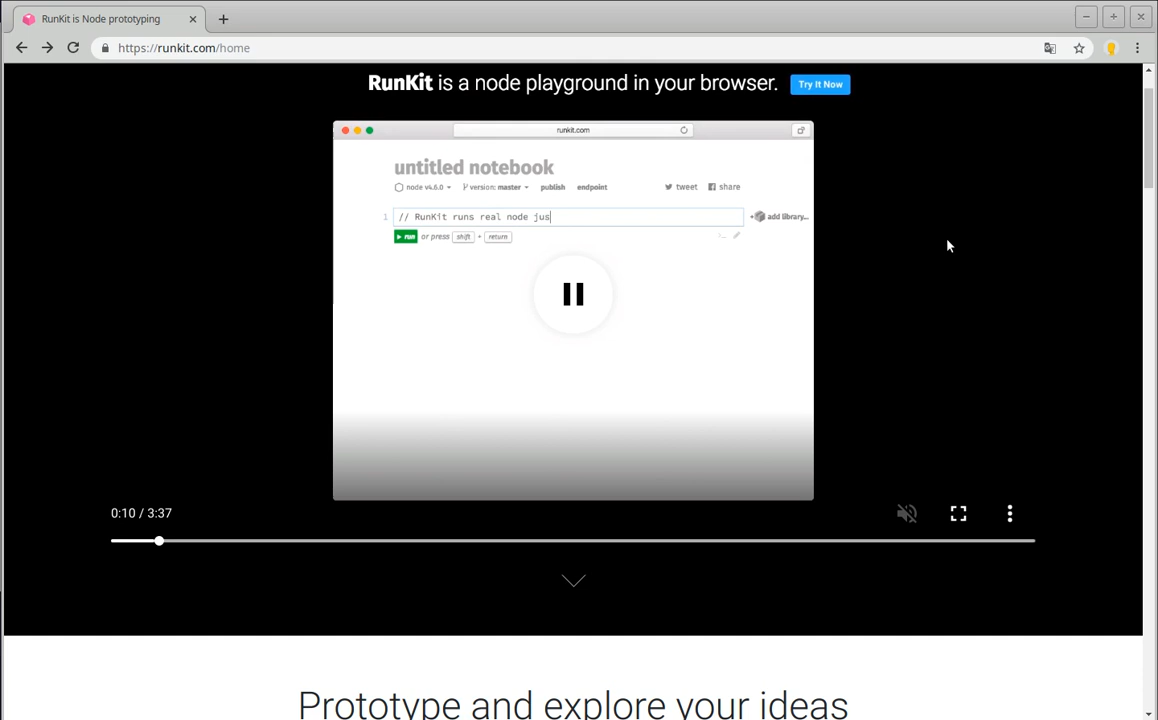 RunKit is Node prototyping
https://runkit.com/home
RunKit is a node playground in your browser. Try It Now
runkit.com
untitled notebook
node v4.6.0 version: master publish endpoint tweet share
1 // RunKit runs real node jus add library...
run or press shift + return
0:10 / 3:37
Prototype and explore your ideas